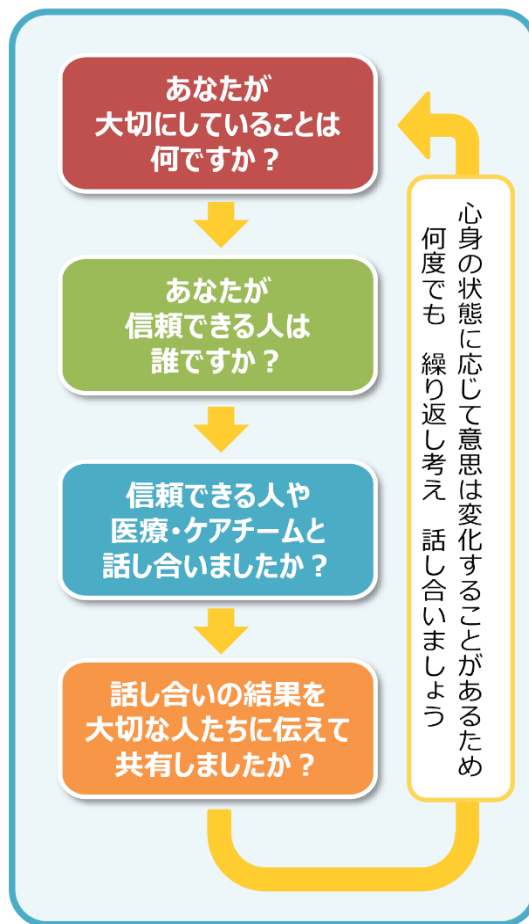 あなたが
大切にしていることは
何ですか？
あなたが
信頼できる人は
誰ですか？
信頼できる人や
医療・ケアチームと
話し合いましたか？
話し合いの結果を
大切な人たちに伝えて
共有しましたか？
心身の状態に応じて意思は変化することがあるため
何度でも　繰り返し考え　話し合いましょう